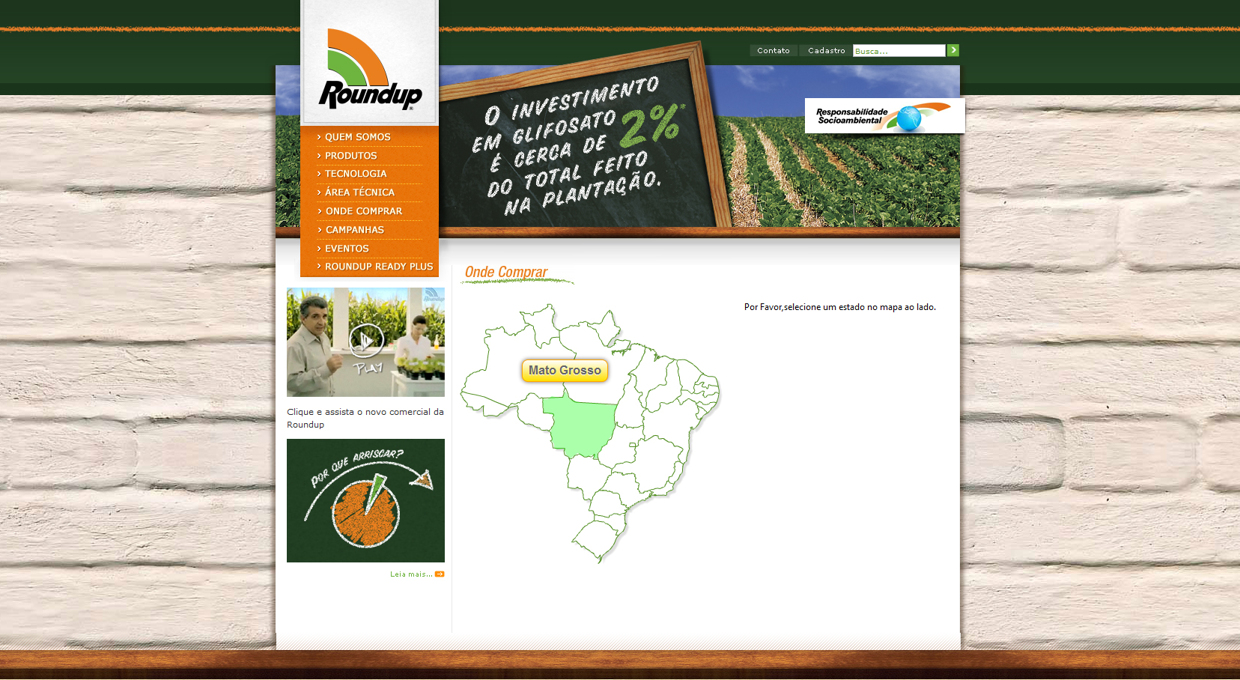 Contato
Cadastro
Busca...
Roundup
O INVESTIMENTO
EM GLIFOSATO 2%*
É CERCA DE
DO TOTAL FEITO
NA PLANTAÇÃO.
Responsabilidade
Socioambiental
QUEM SOMOS
PRODUTOS
TECNOLOGIA
ÁREA TÉCNICA
ONDE COMPRAR
CAMPANHAS
EVENTOS
ROUNDUP READY PLUS
Onde Comprar
Por Favor,selecione um estado no mapa ao lado.
Mato Grosso
Roundup
PLAY
Clique e assista o novo comercial da
Roundup
POR QUE ARRISCAR?
Leia mais...